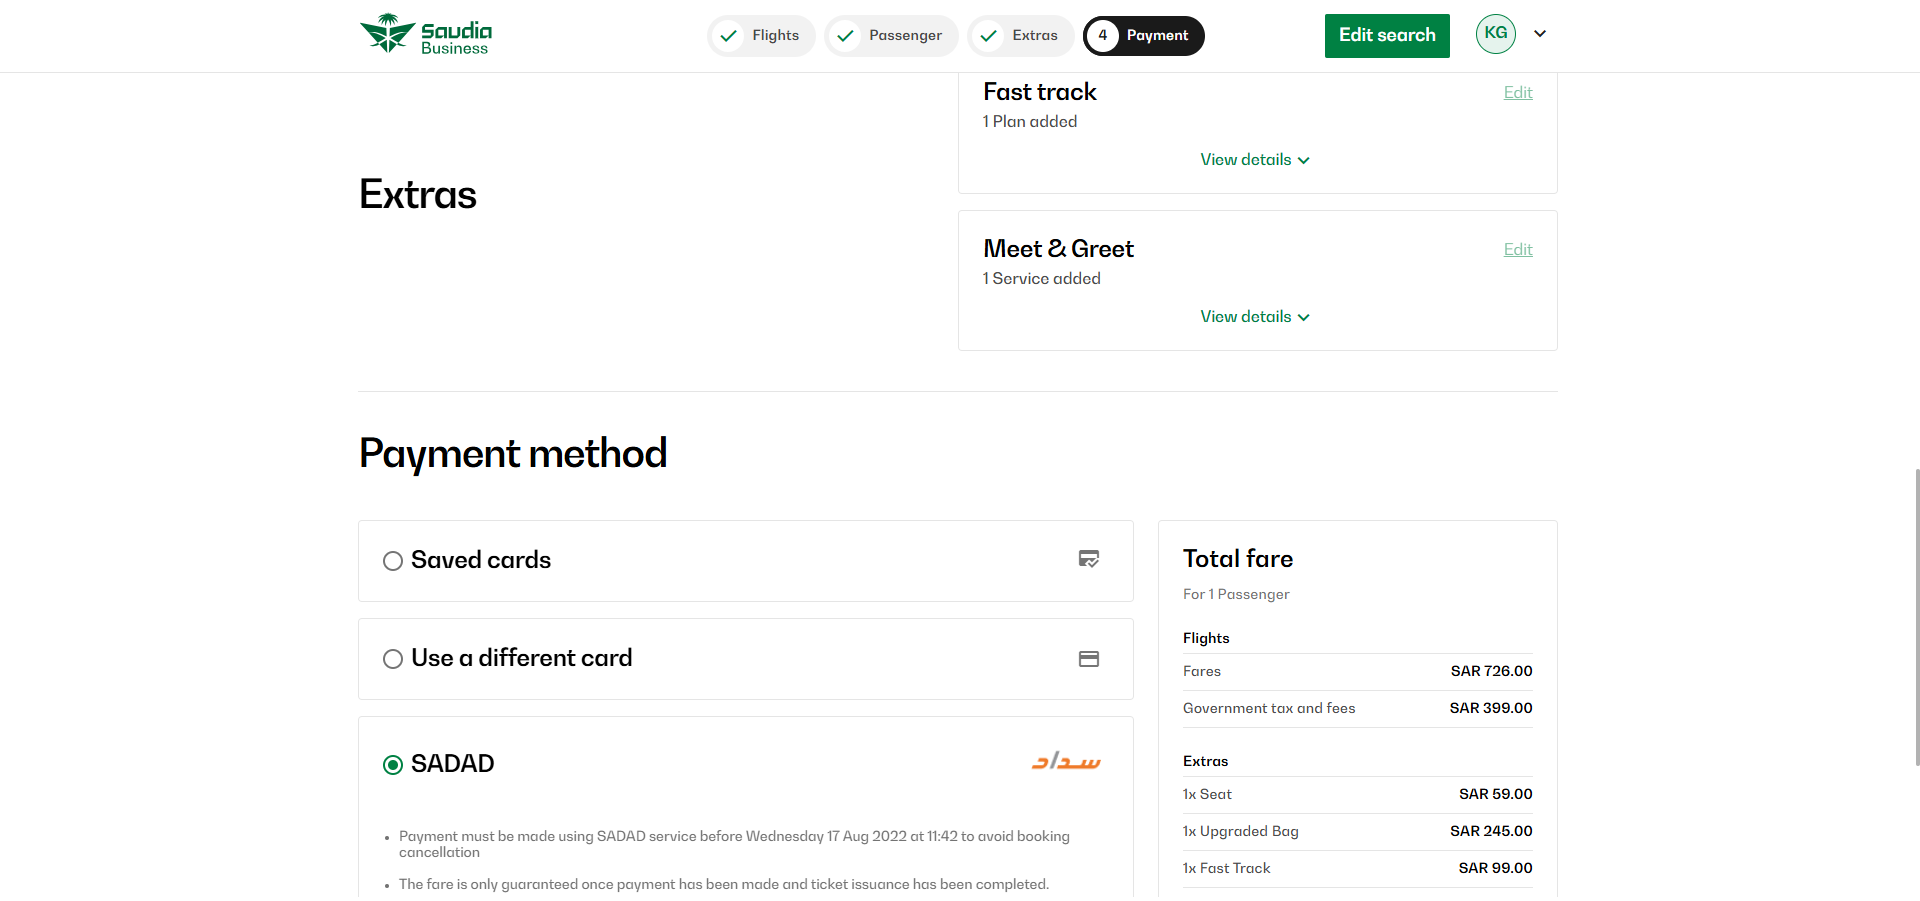 Saudia
Business
Flights
Passenger
Extras
4 Payment
Edit search
KG
Fast track
Edit
1 Plan added
View details
Extras
Meet & Greet
Edit
1 Service added
View details
Payment method
Saved cards
Use a different card
SADAD
سداد
• Payment must be made using SADAD service before Wednesday 17 Aug 2022 at 11:42 to avoid booking
cancellation
• The fare is only guaranteed once payment has been made and ticket issuance has been completed.
Total fare
For 1 Passenger
Flights
Fares SAR 726.00
Government tax and fees SAR 399.00
Extras
1x Seat SAR 59.00
1x Upgraded Bag SAR 245.00
1x Fast Track SAR 99.00